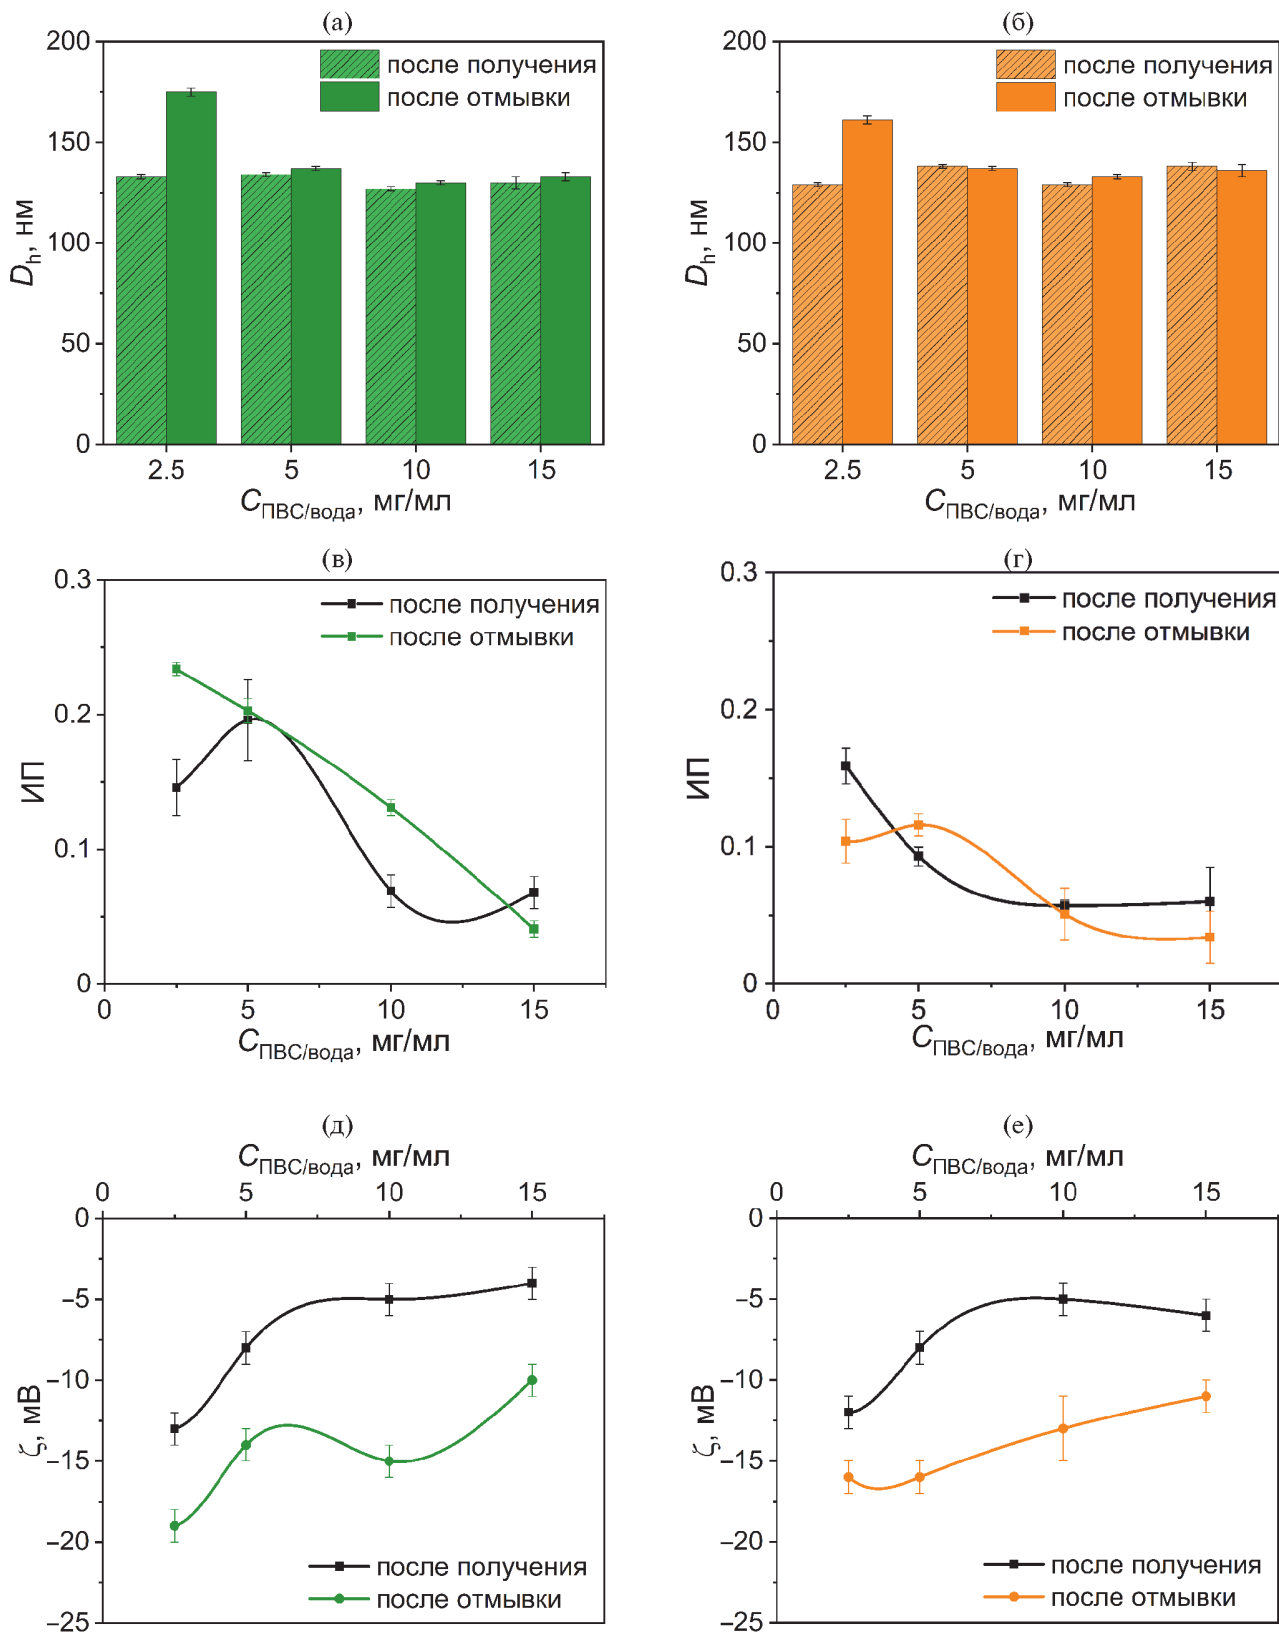 (а)
200
150
100
50
0
D_h, нм
после получения
после отмывки
2.5 5 10 15
C_ПВС/вода, мг/мл
(б)
200
150
100
50
0
D_h, нм
после получения
после отмывки
2.5 5 10 15
C_ПВС/вода, мг/мл
(в)
0.3
0.2
0.1
0
ИП
после получения
после отмывки
0 5 10 15
C_ПВС/вода, мг/мл
(г)
0.3
0.2
0.1
0
ИП
после получения
после отмывки
0 5 10 15
C_ПВС/вода, мг/мл
(д)
C_ПВС/вода, мг/мл
0 5 10 15
0
−5
−10
−15
−20
−25
ζ, мВ
после получения
после отмывки
(е)
C_ПВС/вода, мг/мл
0 5 10 15
0
−5
−10
−15
−20
−25
ζ, мВ
после получения
после отмывки